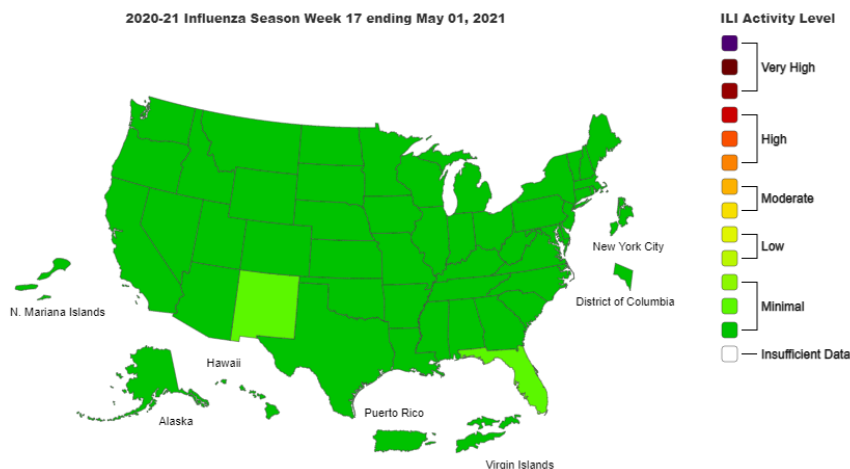 2020-21 Influenza Season Week 17 ending May 01, 2021
ILI Activity Level
Very High
High
Moderate
Low
Minimal
Insufficient Data
New York City
District of Columbia
N. Mariana Islands
Hawaii
Alaska
Puerto Rico
Virgin Islands